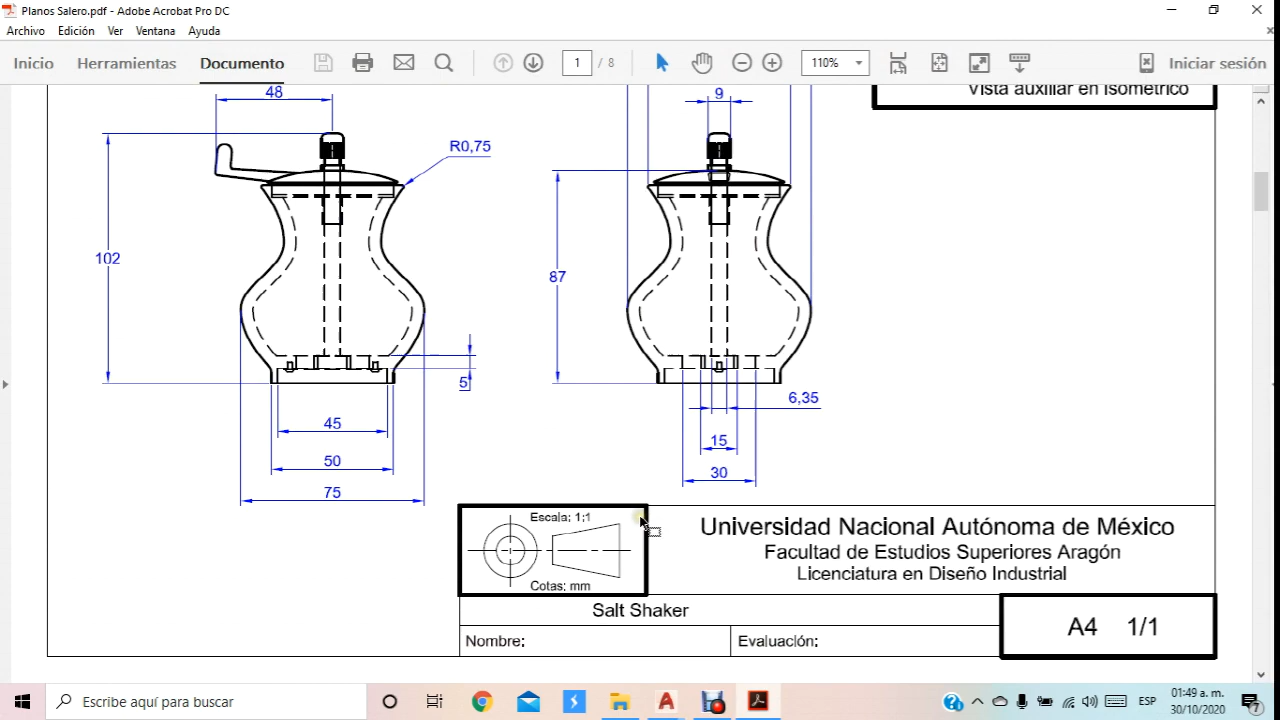 Planos Salero.pdf - Adobe Acrobat Pro DC
Archivo Edición Ver Ventana Ayuda
Inicio Herramientas Documento 1 / 8 110% Iniciar sesión
Vista auxiliar en isométrico
48
9
R0,75
102
87
5
6,35
45
15
50
30
75
Escala; 1;1
Cotas; mm
Universidad Nacional Autónoma de México
Facultad de Estudios Superiores Aragón
Licenciatura en Diseño Industrial
Salt Shaker
A4 1/1
Nombre: Evaluación;
Escribe aquí para buscar
ESP
01:49 a. m.
30/10/2020
7